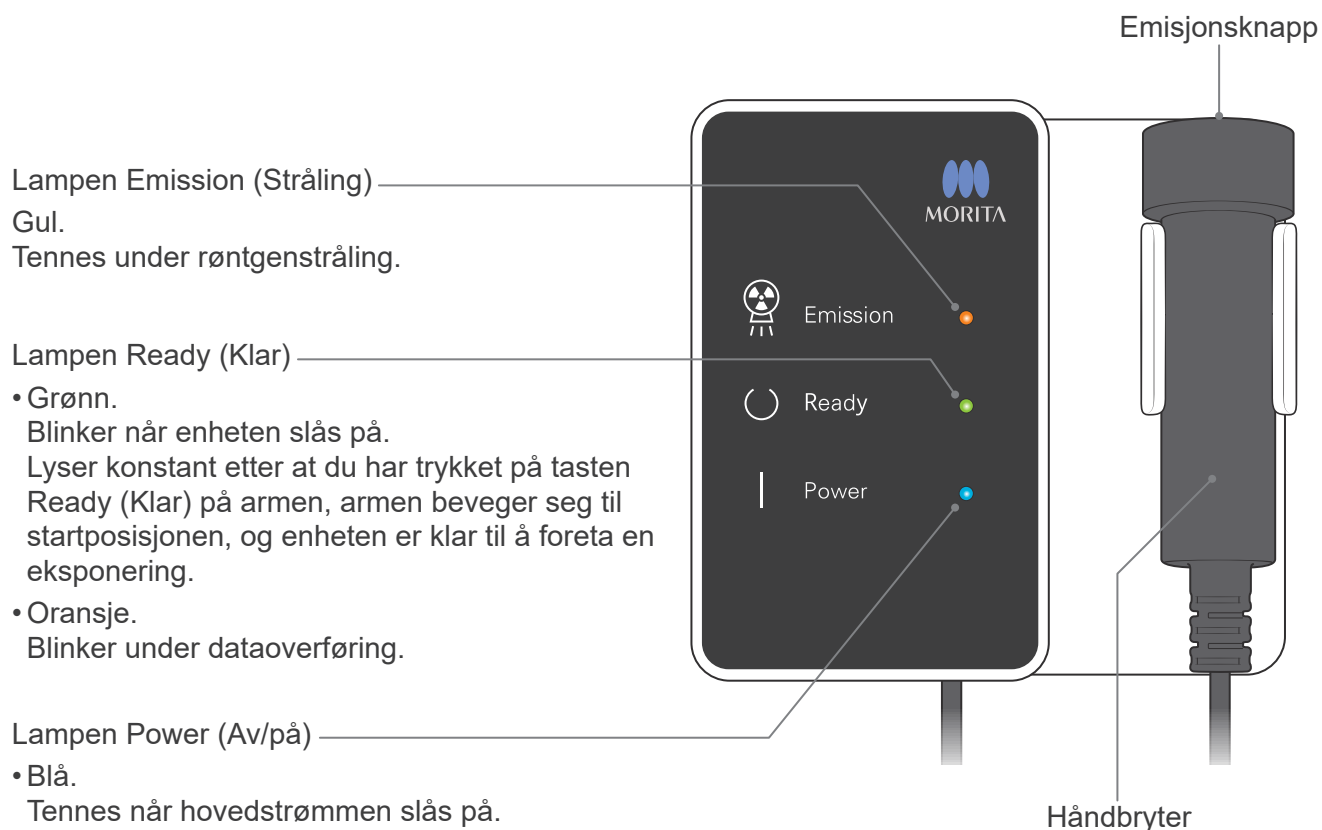 Emisjonsknapp
Lampen Emission (Stråling)
Gul.
Tennes under røntgenstråling.
Lampen Ready (Klar)
• Grønn.
Blinker når enheten slås på.
Lyser konstant etter at du har trykket på tasten
Ready (Klar) på armen, armen beveger seg til
startposisjonen, og enheten er klar til å foreta en
eksponering.
• Oransje.
Blinker under dataoverføring.
Lampen Power (Av/på)
• Blå.
Tennes når hovedstrømmen slås på.
MORITA
Emission
Ready
Power
Håndbryter